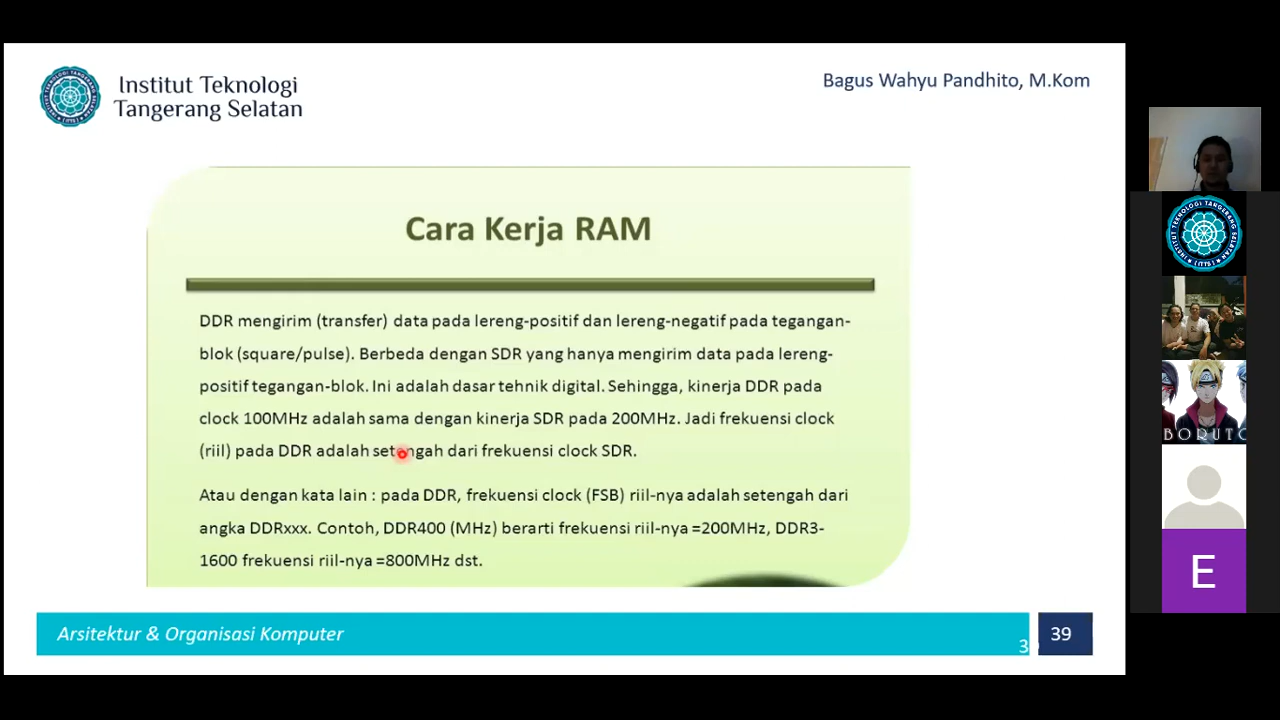 Institut Teknologi
Tangerang Selatan
Bagus Wahyu Pandhito, M.Kom
Cara Kerja RAM
DDR mengirim (transfer) data pada lereng-positif dan lereng-negatif pada tegangan-
blok (square/pulse). Berbeda dengan SDR yang hanya mengirim data pada lereng-
positif tegangan-blok. Ini adalah dasar tehnik digital. Sehingga, kinerja DDR pada
clock 100MHz adalah sama dengan kinerja SDR pada 200MHz. Jadi frekuensi clock
(riil) pada DDR adalah setengah dari frekuensi clock SDR.
Atau dengan kata lain : pada DDR, frekuensi clock (FSB) riil-nya adalah setengah dari
angka DDRxxx. Contoh, DDR400 (MHz) berarti frekuensi riil-nya =200MHz, DDR3-
1600 frekuensi riil-nya =800MHz dst.
Arsitektur & Organisasi Komputer
39
INSTITUT TEKNOLOGI TANGERANG SELATAN
(ITTS)
BORUTO
E